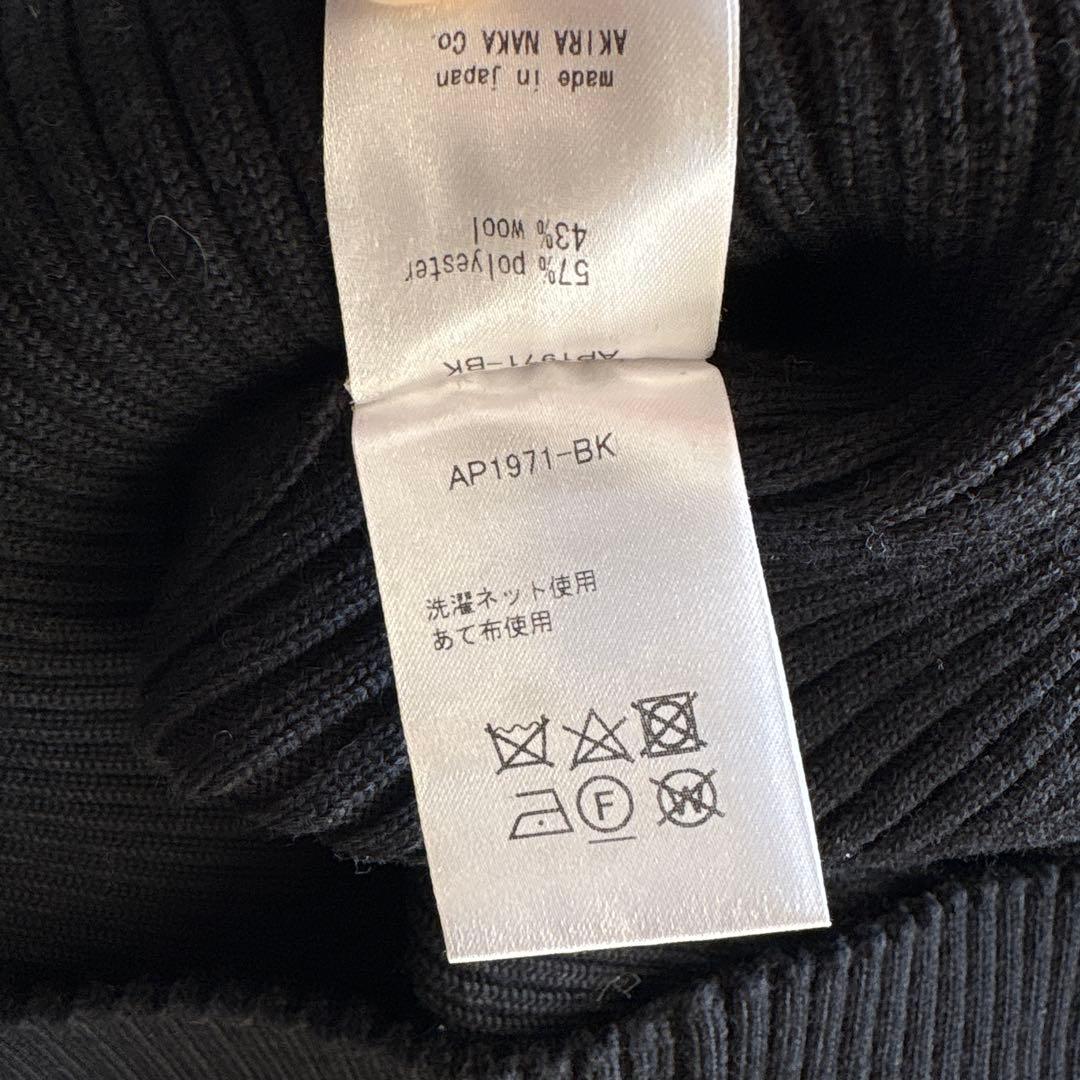 AKIRA NAKA Co.
made in japan
43% wool
57% polyester
AP1971-BK
AP1971-BK
洗濯ネット使用
あて布使用
F
W